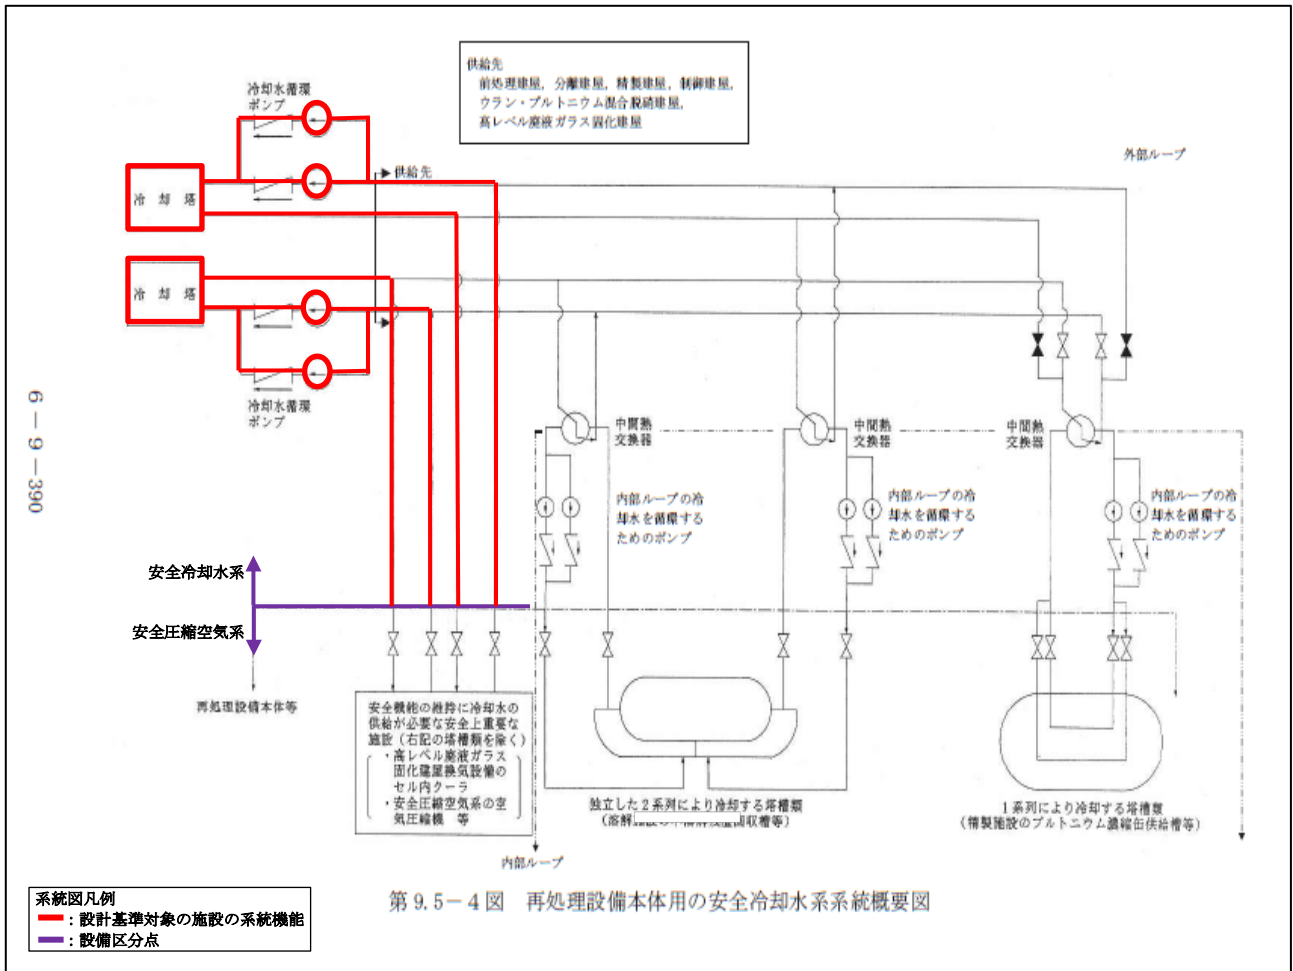 供給先
前処理建屋，分離建屋，精製建屋，制御建屋，
ウラン・プルトニウム混合脱硝建屋，
高レベル廃液ガラス固化建屋
冷却水循環
ポンプ
外部ループ
供給先
冷却塔
冷却塔
冷却水循環
ポンプ
6－9－390
中間熱
交換器
中間熱
交換器
中間熱
交換器
内部ループの冷
却水を循環する
ためのポンプ
内部ループの冷
却水を循環する
ためのポンプ
内部ループの冷
却水を循環する
ためのポンプ
安全冷却水系
安全圧縮空気系
再処理設備本体等
安全機能の維持に冷却水の
供給が必要な安全上重要な
施設（右記の塔槽類を除く）
・高レベル廃液ガラス
固化建屋換気設備の
セル内クーラ
・安全圧縮空気系の空
気圧縮機 等
独立した2系列により冷却する塔槽類
1系列により冷却する塔槽類
（精製施設のプルトニウム濃縮缶供給槽等）
内部ループ
第9.5－4図 再処理設備本体用の安全冷却水系系統概要図
系統図凡例
：設計基準対象の施設の系統機能
：設備区分点